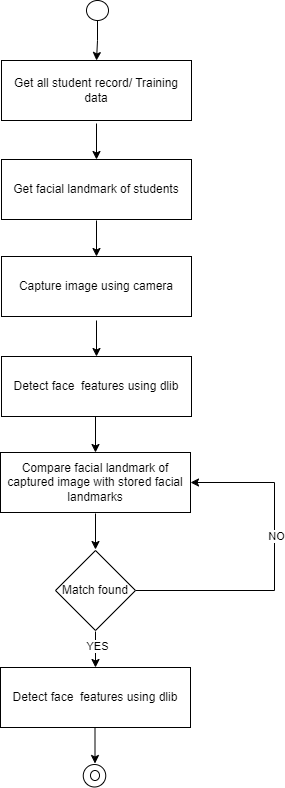 Get all student record/ Training
data
Get facial landmark of students
Capture image using camera
Detect face features using dlib
Compare facial landmark of
captured image with stored facial
landmarks
NO
Match found
YES
Detect face features using dlib